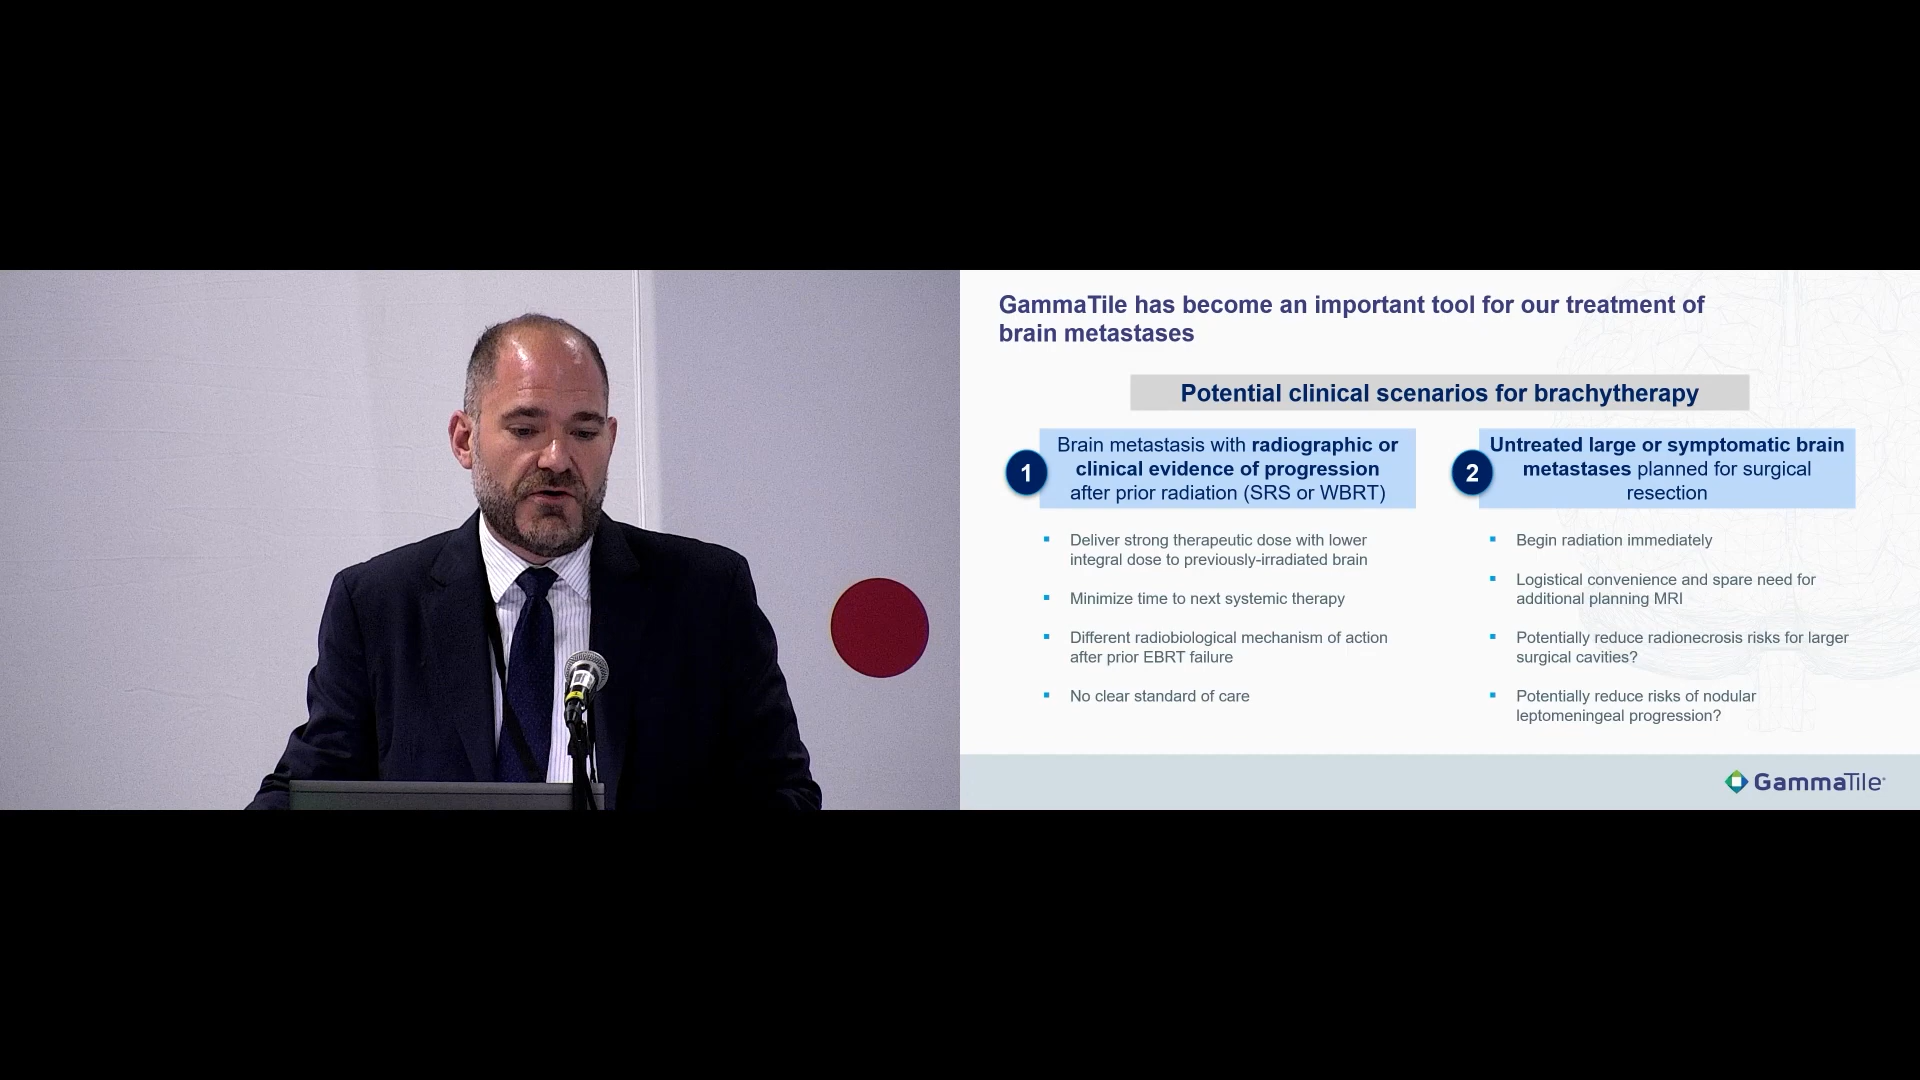 GammaTile has become an important tool for our treatment of
brain metastases
Potential clinical scenarios for brachytherapy
1
Brain metastasis with radiographic or
clinical evidence of progression
after prior radiation (SRS or WBRT)
▪ Deliver strong therapeutic dose with lower
integral dose to previously-irradiated brain
▪ Minimize time to next systemic therapy
▪ Different radiobiological mechanism of action
after prior EBRT failure
▪ No clear standard of care
2
Untreated large or symptomatic brain
metastases planned for surgical
resection
▪ Begin radiation immediately
▪ Logistical convenience and spare need for
additional planning MRI
▪ Potentially reduce radionecrosis risks for larger
surgical cavities?
▪ Potentially reduce risks of nodular
leptomeningeal progression?
GammaTile